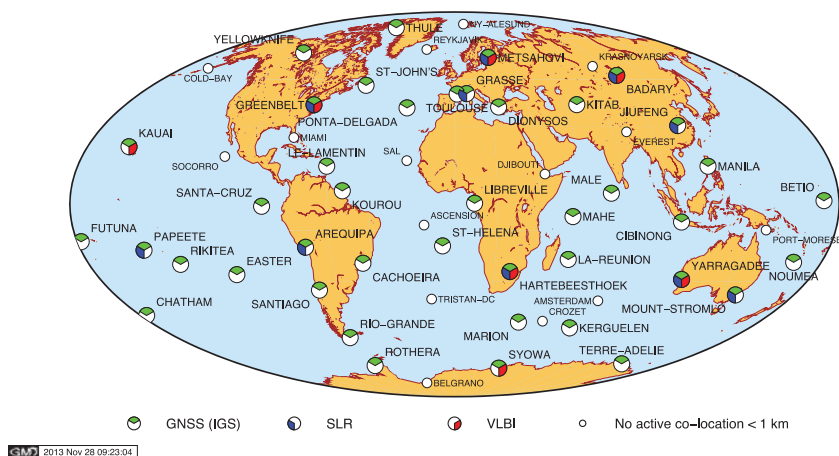 THULE
NY-ALESUND
YELLOWKNIFE
REYKJAVIK
METSAHOVI
KRASNOYARSK
COLD-BAY
ST-JOHN'S
GRASSE
BADARY
GREENBELT
TOULOUSE
KITAB
JIUFENG
PONTA-DELGADA
DIONYSOS
KAUAI
MIAMI
EVEREST
SOCORRO
LE-LAMENTIN
SAL
DJIBOUTI
MALE
MANILA
SANTA-CRUZ
KOUROU
LIBREVILLE
BETIO
ASCENSION
MAHE
FUTUNA
PAPEETE
AREQUIPA
ST-HELENA
CIBINONG
PORT-MORESB
RIKITEA
EASTER
CACHOEIRA
LA-REUNION
YARRAGADEE
NOUMEA
HARTEBEESTHOEK
CHATHAM
SANTIAGO
TRISTAN-DC
AMSTERDAM
CROZET
MOUNT-STROMLO
RIO-GRANDE
MARION
KERGUELEN
ROTHERA
SYOWA
TERRE-ADELIE
BELGRANO
GNSS (IGS) SLR VLBI No active co-location < 1 km
GMD 2013 Nov 28 09:23:04